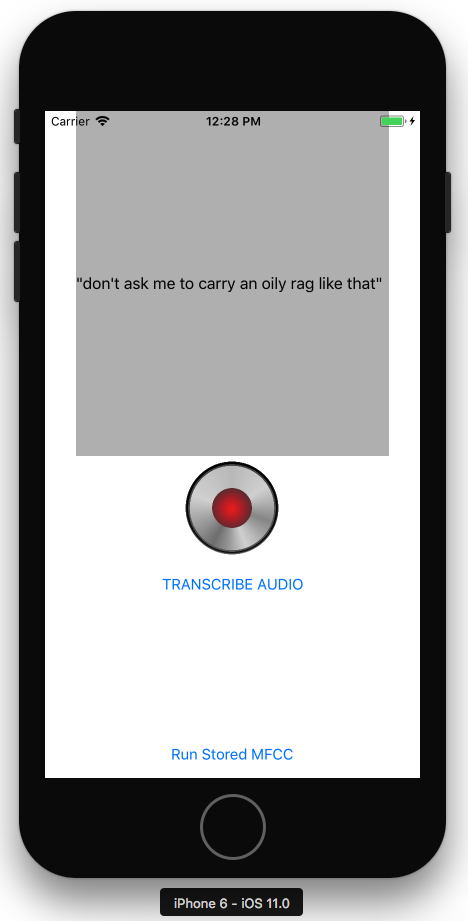 Carrier 12:28 PM
"don't ask me to carry an oily rag like that"
TRANSCRIBE AUDIO
Run Stored MFCC
iPhone 6 - iOS 11.0